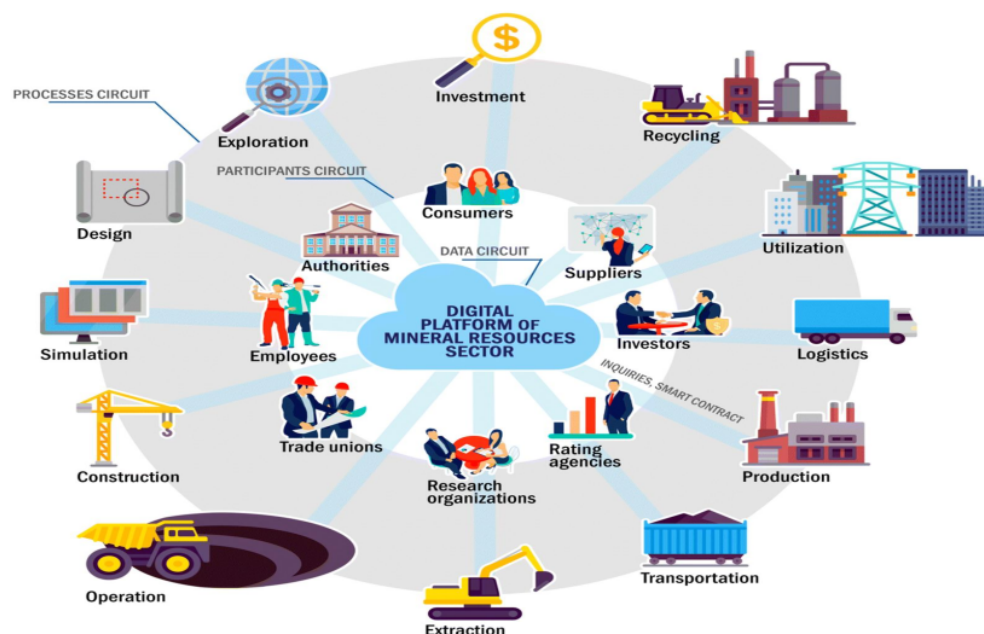 $
Investment
PROCESSES CIRCUIT
Exploration
Recycling
PARTICIPANTS CIRCUIT
Consumers
Design
Authorities
DATA CIRCUIT
Suppliers
Utilization
DIGITAL
PLATFORM OF
MINERAL RESOURCES
SECTOR
Simulation
Employees
$
Investors
Logistics
INQUIRIES, SMART CONTRACT
Construction
Trade unions
Research
organizations
Rating
agencies
Production
Operation
Extraction
Transportation